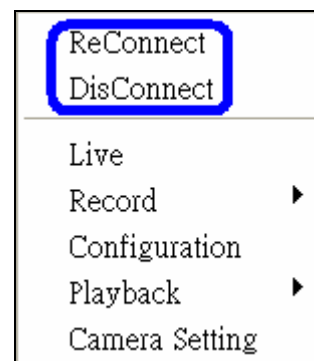 ReConnect
DisConnect
Live
Record
Configuration
Playback
Camera Setting